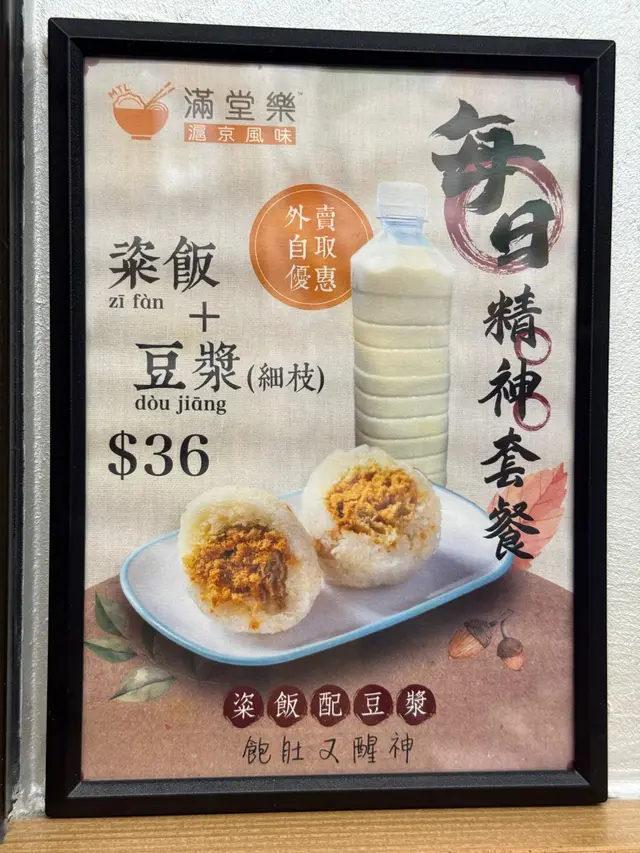 MTL
滿堂樂™
滬京風味
每日精神套餐
外賣
自取
優惠
粢飯
zī fàn
+
豆漿(細枝)
dòu jiāng
$36
粢飯配豆漿
飽肚又醒神